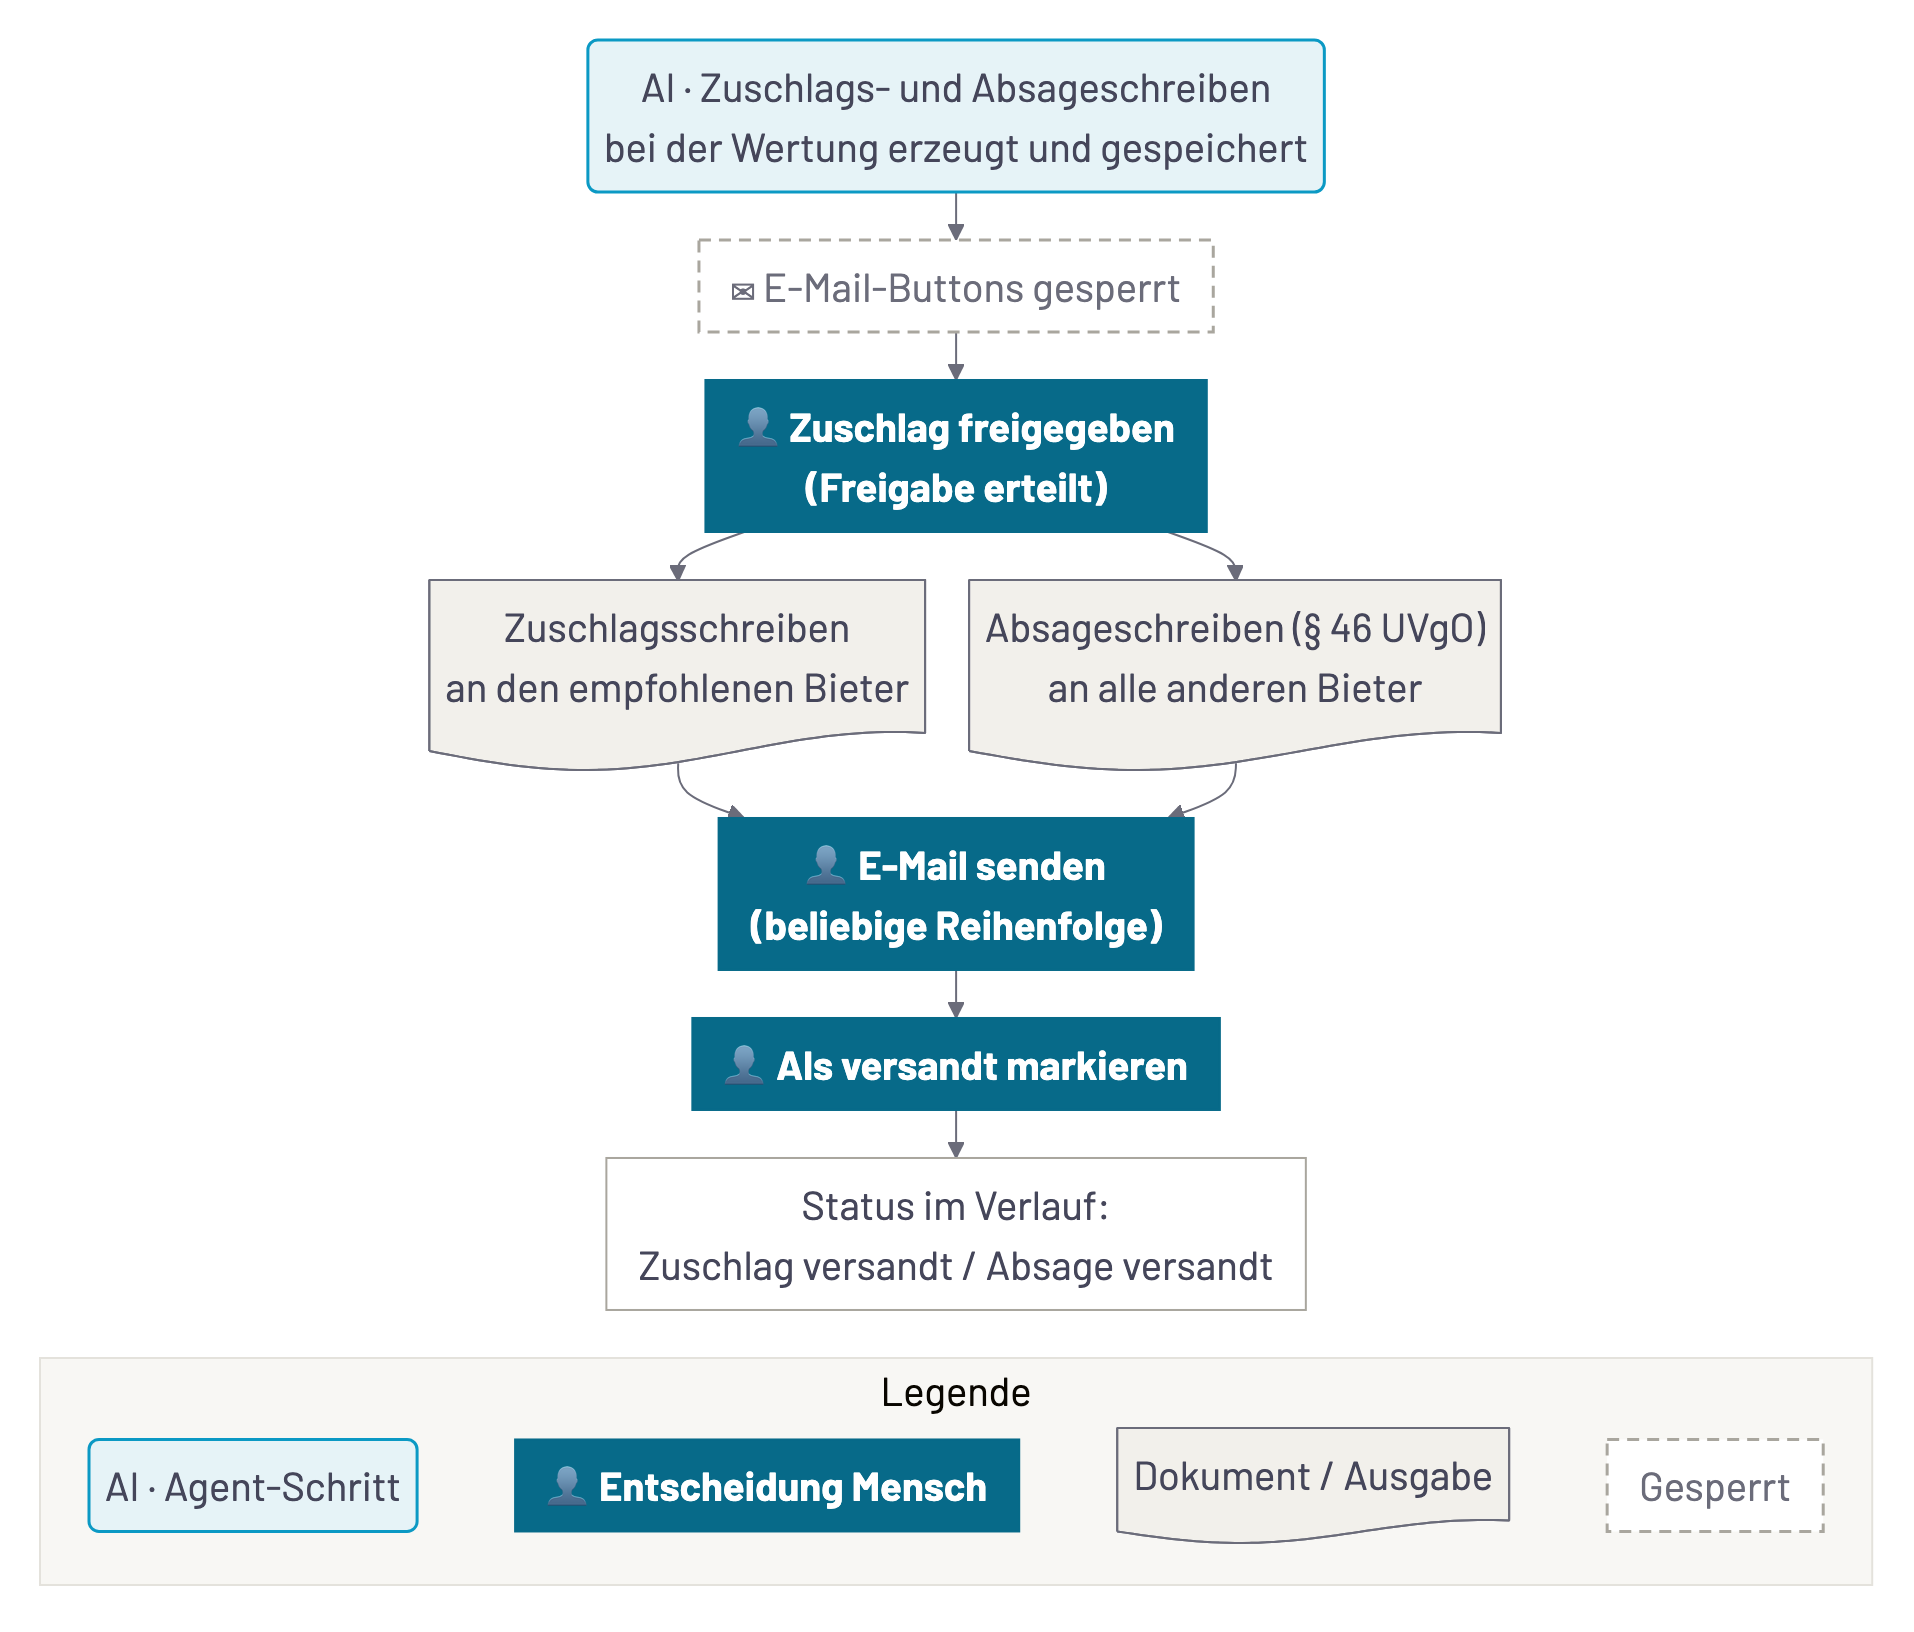 AI · Zuschlags- und Absageschreiben
bei der Wertung erzeugt und gespeichert
✉ E-Mail-Buttons gesperrt
👤 Zuschlag freigegeben
(Freigabe erteilt)
Zuschlagsschreiben
an den empfohlenen Bieter
Absageschreiben (§ 46 UVgO)
an alle anderen Bieter
👤 E-Mail senden
(beliebige Reihenfolge)
👤 Als versandt markieren
Status im Verlauf:
Zuschlag versandt / Absage versandt
Legende
AI · Agent-Schritt
👤 Entscheidung Mensch
Dokument / Ausgabe
Gesperrt